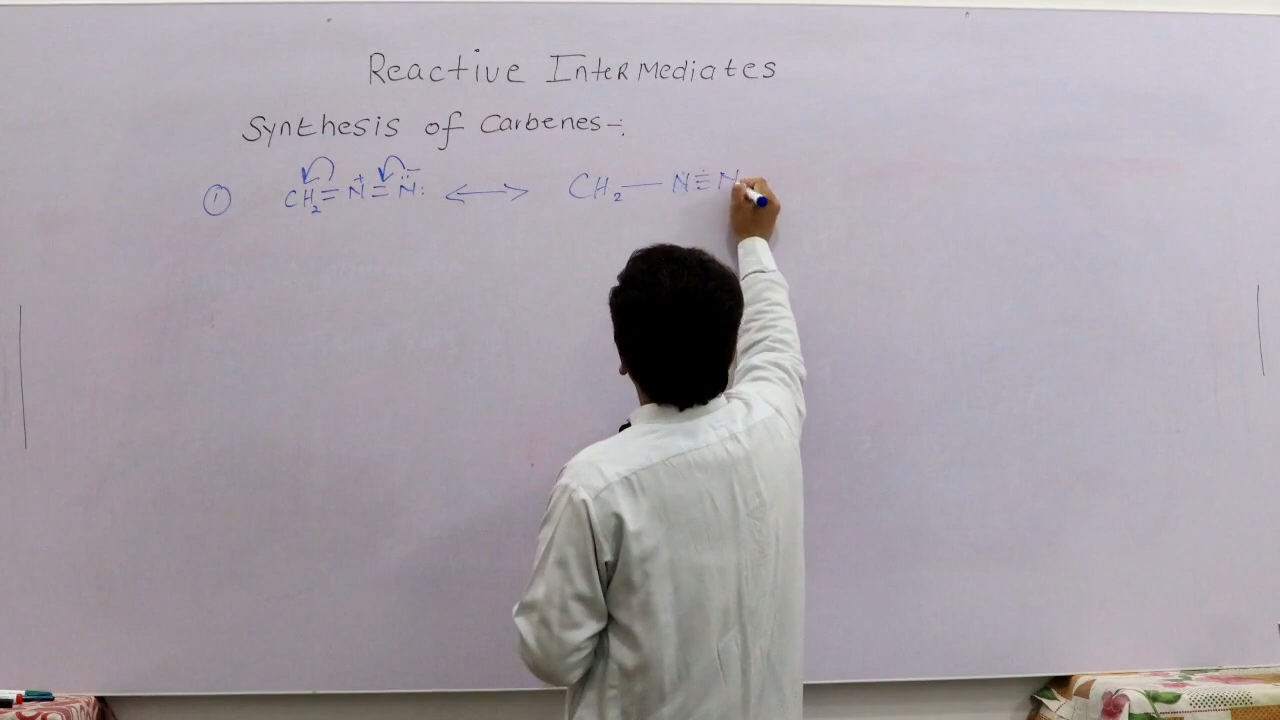 Reactive Intermediates
Synthesis of Carbenes-:
① CH₂=N⁺=N̈:⁻ ⟷ CH₂—N≡N